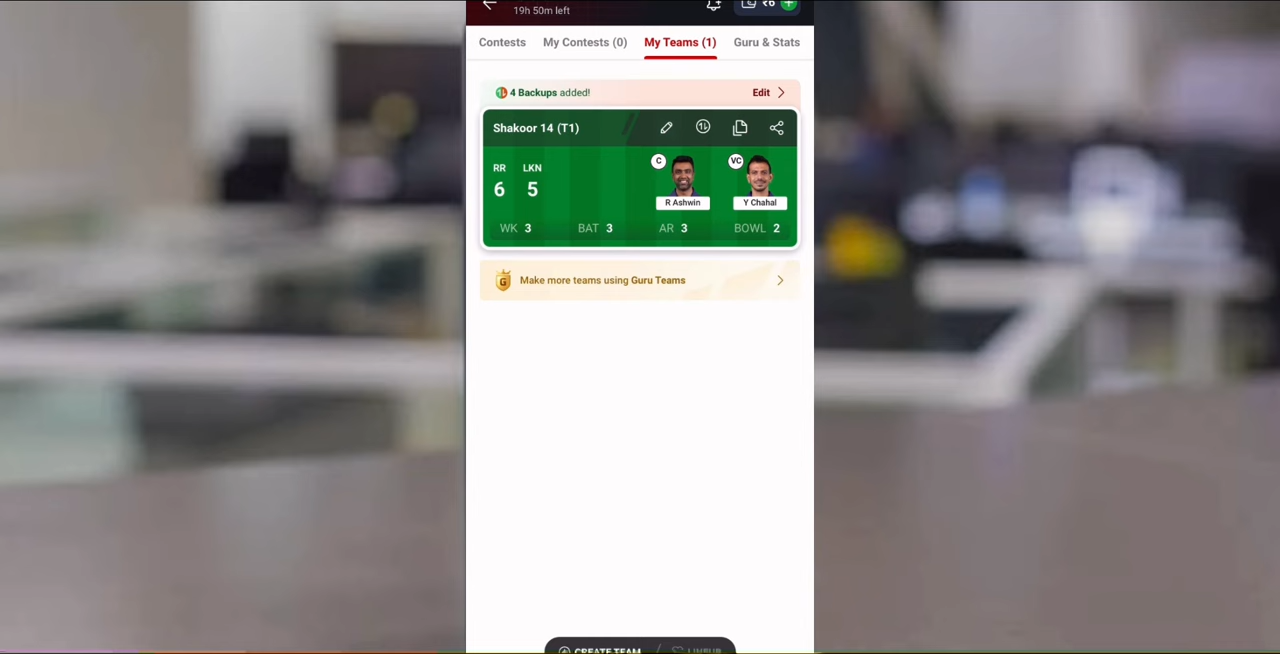 19h 50m left
₹6
Contests
My Contests (0)
My Teams (1)
Guru & Stats
4 Backups added!
Edit
Shakoor 14 (T1)
RR
LKN
6
5
C
VC
R Ashwin
Y Chahal
WK 3
BAT 3
AR 3
BOWL 2
G
Make more teams using Guru Teams
CREATE TEAM
LINEUP